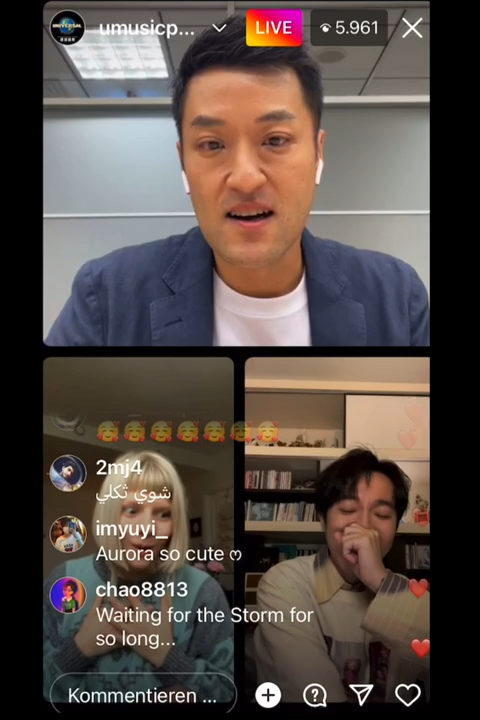 umusicp...
LIVE
5.961
🥰🥰🥰🥰🥰🥰🥰
2mj4
شوي ثكلي
imyuyi_
Aurora so cute ෆ
chao8813
Waiting for the Storm for
so long...
Kommentieren ...